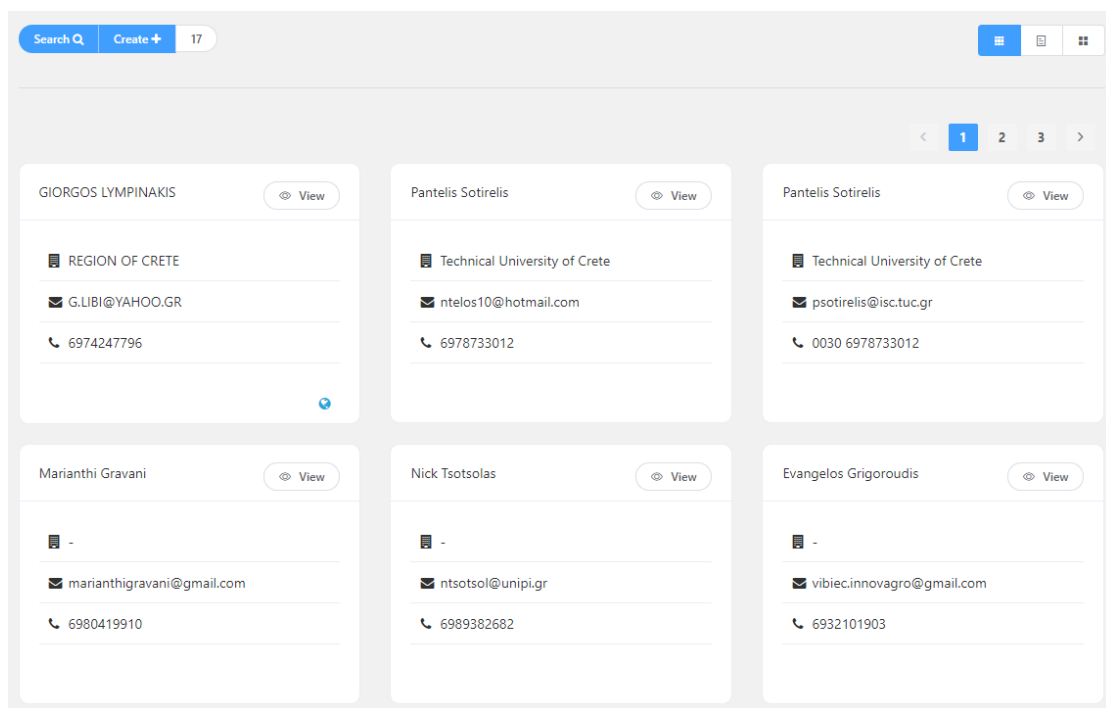 Search Create 17
1 2 3
GIORGOS LYMPINAKIS View
REGION OF CRETE
G.LIBI@YAHOO.GR
6974247796
Pantelis Sotirelis View
Technical University of Crete
ntelos10@hotmail.com
6978733012
Pantelis Sotirelis View
Technical University of Crete
psotirelis@isc.tuc.gr
0030 6978733012
Marianthi Gravani View
-
marianthigravani@gmail.com
6980419910
Nick Tsotsolas View
-
ntsotsol@unipi.gr
6989382682
Evangelos Grigoroudis View
-
vibiec.innovagro@gmail.com
6932101903